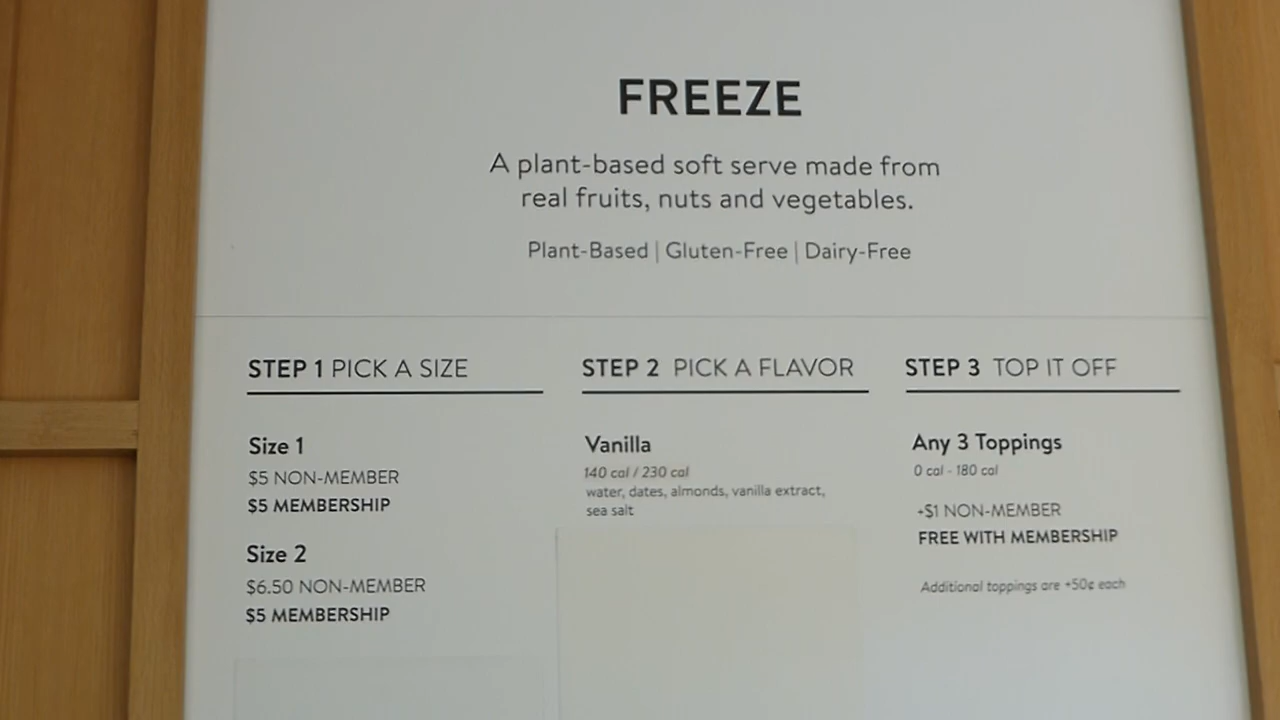 FREEZE
A plant-based soft serve made from
real fruits, nuts and vegetables.
Plant-Based | Gluten-Free | Dairy-Free
STEP 1 PICK A SIZE
Size 1
$5 NON-MEMBER
$5 MEMBERSHIP
Size 2
$6.50 NON-MEMBER
$5 MEMBERSHIP
STEP 2 PICK A FLAVOR
Vanilla
140 cal / 230 cal
water, dates, almonds, vanilla extract,
sea salt
STEP 3 TOP IT OFF
Any 3 Toppings
0 cal - 180 cal
+$1 NON-MEMBER
FREE WITH MEMBERSHIP
Additional toppings are +50¢ each